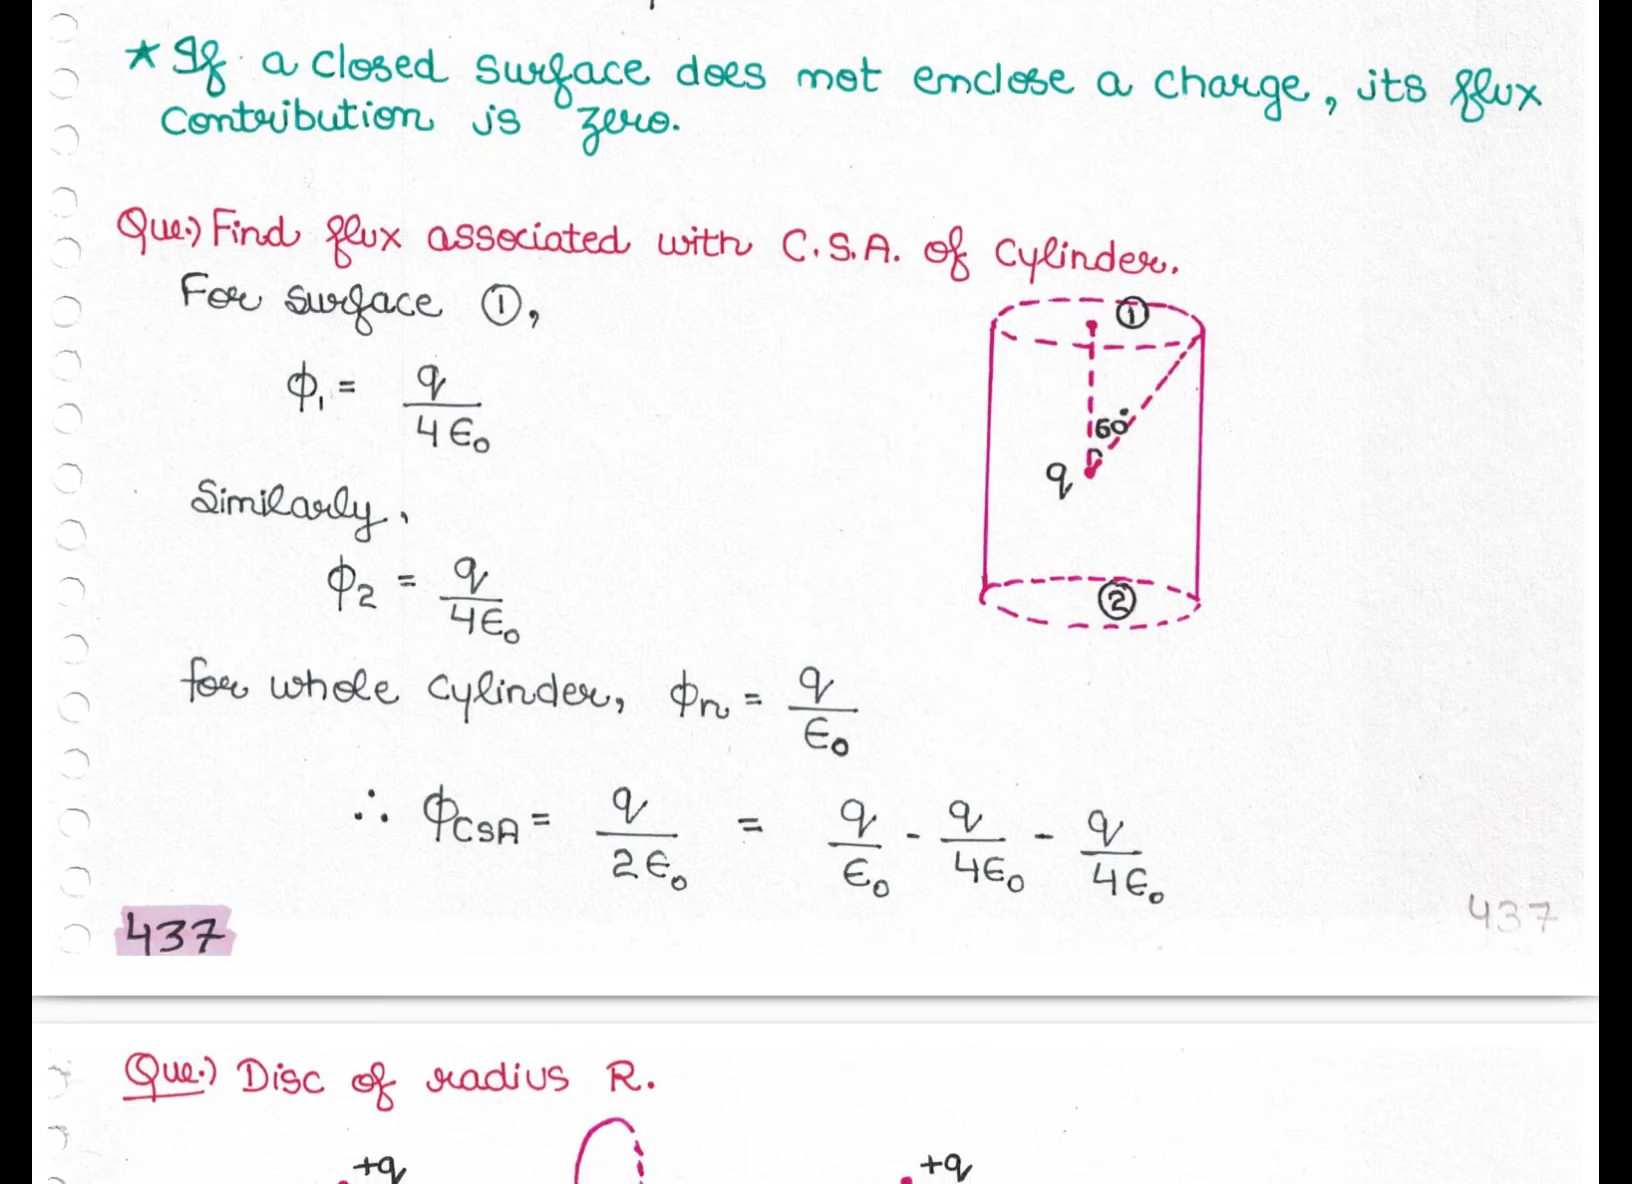 ★ If a closed surface does not enclose a charge, its flux
contribution is zero.
Que:) Find flux associated with C.S.A. of Cylinder.
For surface ①,
ϕ₁ = q / 4ϵ₀
Similarly,
ϕ₂ = q / 4ϵ₀
for whole cylinder, ϕn = q / ϵ₀
∴ ϕCSA = q / 2ϵ₀ = q / ϵ₀ - q / 4ϵ₀ - q / 4ϵ₀
①
60°
q
②
437
437
Que:) Disc of radius R.
+q
+q